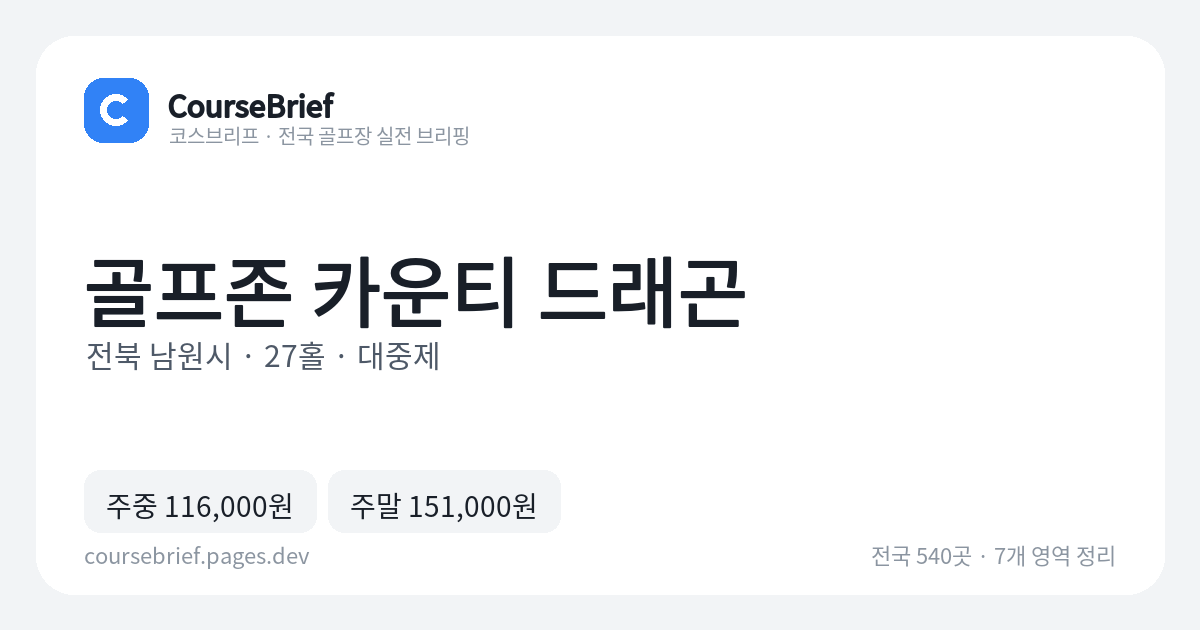 CourseBrief
코스브리프 · 전국 골프장 실전 브리핑
골프존 카운티 드래곤
전북 남원시 · 27홀 · 대중제
주중 116,000원 주말 151,000원
coursebrief.pages.dev 전국 540곳 · 7개 영역 정리